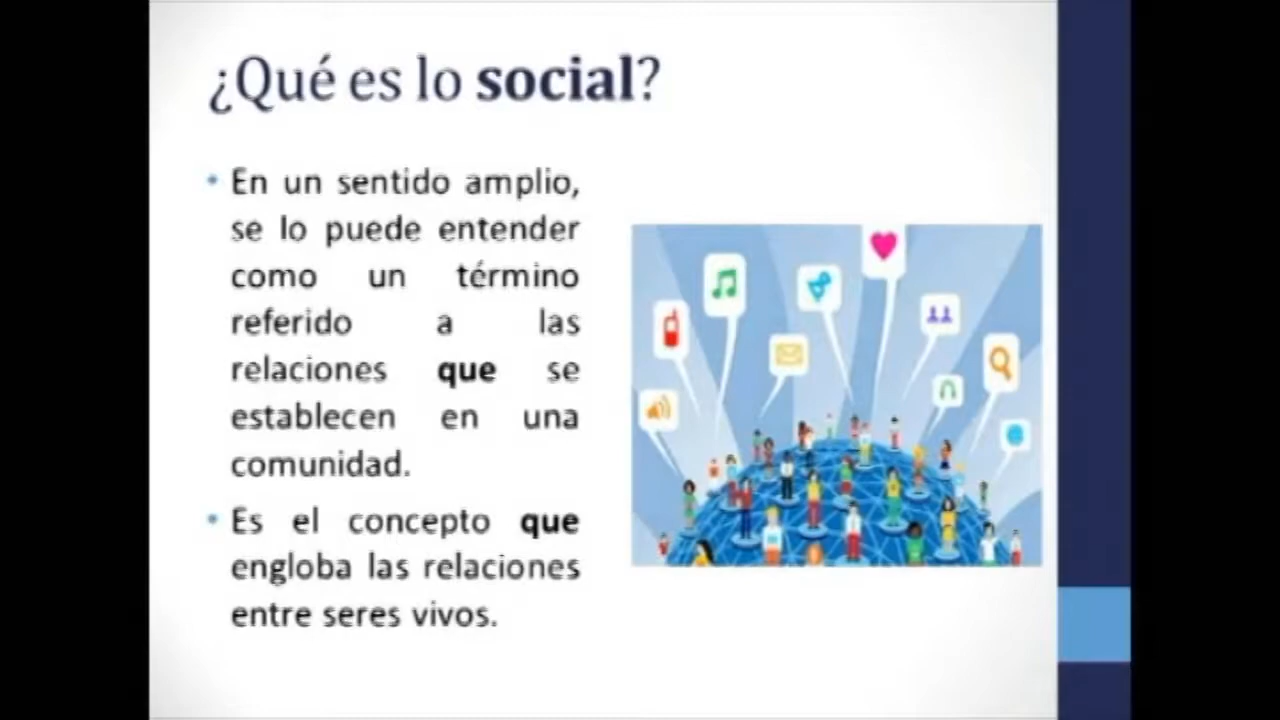 ¿Qué es lo social?
• En un sentido amplio,
se lo puede entender
como un término
referido a las
relaciones que se
establecen en una
comunidad.
• Es el concepto que
engloba las relaciones
entre seres vivos.